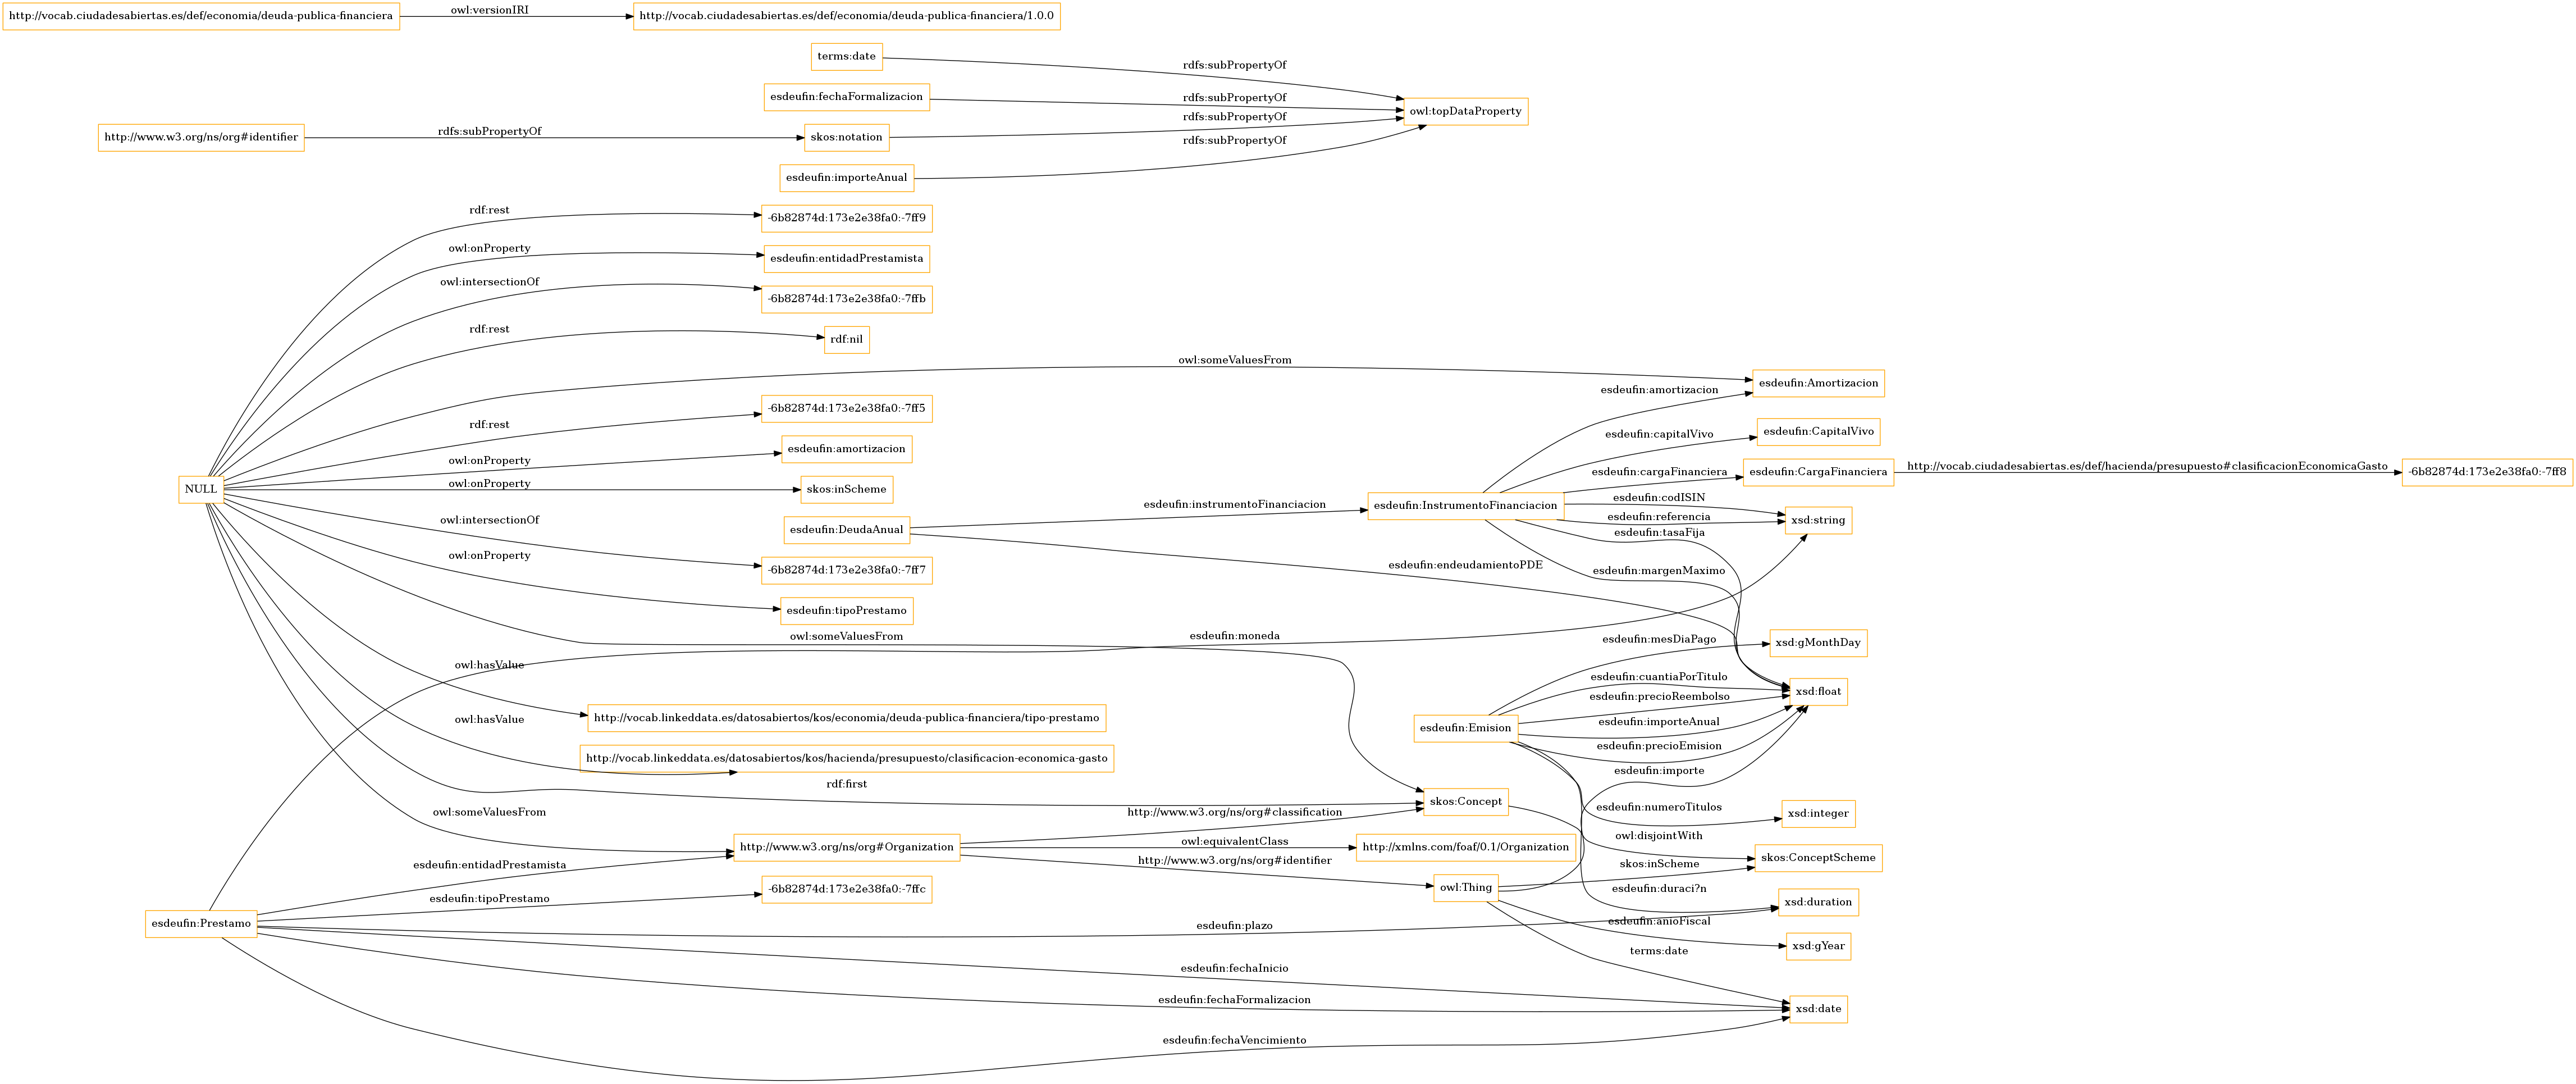 http://vocab.ciudadesabiertas.es/def/economia/deuda-publica-financiera
owl:versionIRI
http://vocab.ciudadesabiertas.es/def/economia/deuda-publica-financiera/1.0.0
terms:date
rdfs:subPropertyOf
esdeufin:fechaFormalizacion
rdfs:subPropertyOf
owl:topDataProperty
http://www.w3.org/ns/org#identifier
rdfs:subPropertyOf
skos:notation
rdfs:subPropertyOf
rdfs:subPropertyOf
esdeufin:importeAnual
rdf:rest
-6b82874d:173e2e38fa0:-7ff9
owl:onProperty
esdeufin:entidadPrestamista
owl:intersectionOf
-6b82874d:173e2e38fa0:-7ffb
rdf:rest
rdf:nil
owl:someValuesFrom
esdeufin:Amortizacion
esdeufin:amortizacion
rdf:rest
-6b82874d:173e2e38fa0:-7ff5
esdeufin:capitalVivo
esdeufin:CapitalVivo
owl:onProperty
esdeufin:amortizacion
esdeufin:cargaFinanciera
esdeufin:CargaFinanciera
http://vocab.ciudadesabiertas.es/def/hacienda/presupuesto#clasificacionEconomicaGasto
-6b82874d:173e2e38fa0:-7ff8
NULL
owl:onProperty
skos:inScheme
esdeufin:instrumentoFinanciacion
esdeufin:InstrumentoFinanciacion
esdeufin:codISIN
esdeufin:referencia
xsd:string
owl:intersectionOf
esdeufin:DeudaAnual
esdeufin:tasaFija
owl:onProperty
-6b82874d:173e2e38fa0:-7ff7
esdeufin:endeudamientoPDE
esdeufin:margenMaximo
esdeufin:tipoPrestamo
owl:someValuesFrom
esdeufin:moneda
esdeufin:mesDiaPago
xsd:gMonthDay
owl:hasValue
esdeufin:cuantiaPorTitulo
esdeufin:precioReembolso
xsd:float
owl:hasValue
http://vocab.linkeddata.es/datosabiertos/kos/economia/deuda-publica-financiera/tipo-prestamo
esdeufin:Emision
esdeufin:importeAnual
esdeufin:precioEmision
http://vocab.linkeddata.es/datosabiertos/kos/hacienda/presupuesto/clasificacion-economica-gasto
esdeufin:importe
rdf:first
skos:Concept
esdeufin:numeroTitulos
xsd:integer
owl:someValuesFrom
http://www.w3.org/ns/org#classification
owl:disjointWith
http://www.w3.org/ns/org#Organization
owl:equivalentClass
http://xmlns.com/foaf/0.1/Organization
skos:ConceptScheme
esdeufin:entidadPrestamista
http://www.w3.org/ns/org#identifier
skos:inScheme
owl:Thing
-6b82874d:173e2e38fa0:-7ffc
esdeufin:tipoPrestamo
esdeufin:duraci?n
xsd:duration
esdeufin:Prestamo
esdeufin:plazo
esdeufin:anioFiscal
xsd:gYear
terms:date
esdeufin:fechaInicio
esdeufin:fechaFormalizacion
xsd:date
esdeufin:fechaVencimiento